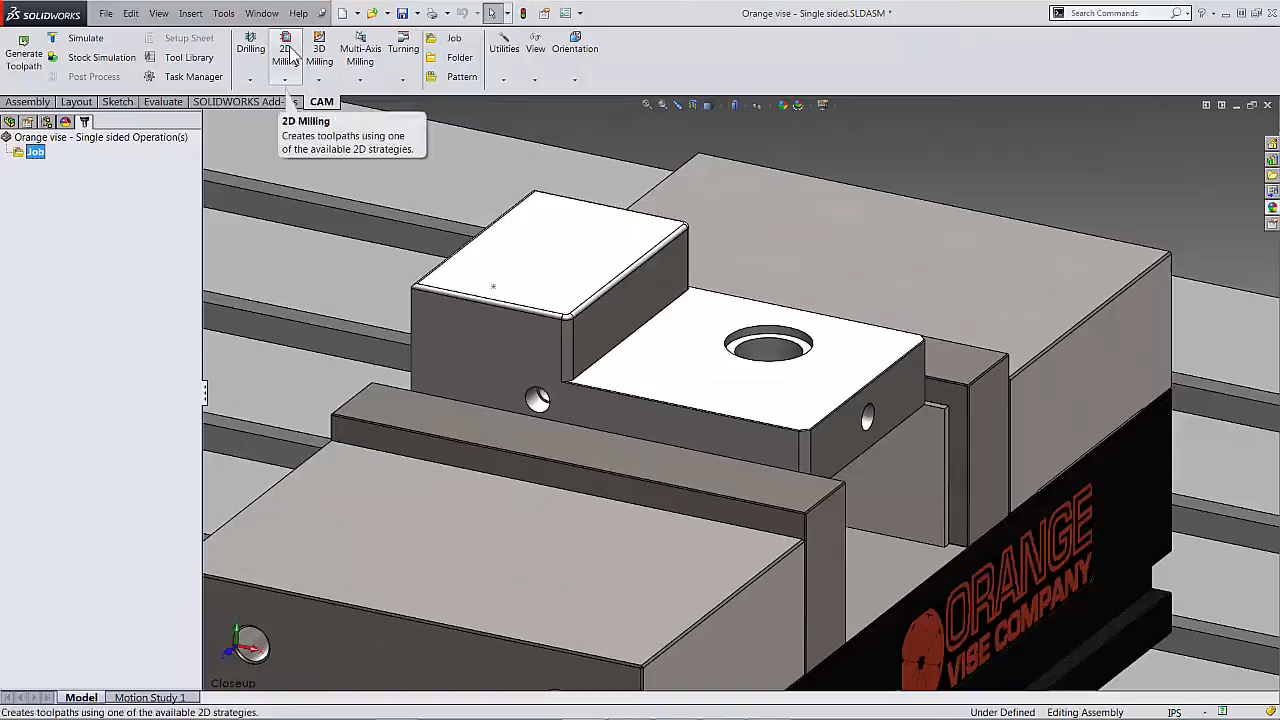 SOLIDWORKS File Edit View Insert Tools Window Help Orange vise - Single sided.SLDASM * Search Commands
Generate Toolpath
Simulate
Stock Simulation
Post Process
Setup Sheet
Tool Library
Task Manager
Drilling
2D Milling
3D Milling
Multi-Axis Milling
Turning
Job
Folder
Pattern
Utilities
View
Orientation
Assembly Layout Sketch Evaluate SOLIDWORKS Add- CAM
2D Milling
Creates toolpaths using one
of the available 2D strategies.
Orange vise - Single sided Operation(s)
Job
ORANGE
VISE COMPANY
Closeup
Model Motion Study 1
Creates toolpaths using one of the available 2D strategies. Under Defined Editing Assembly IPS